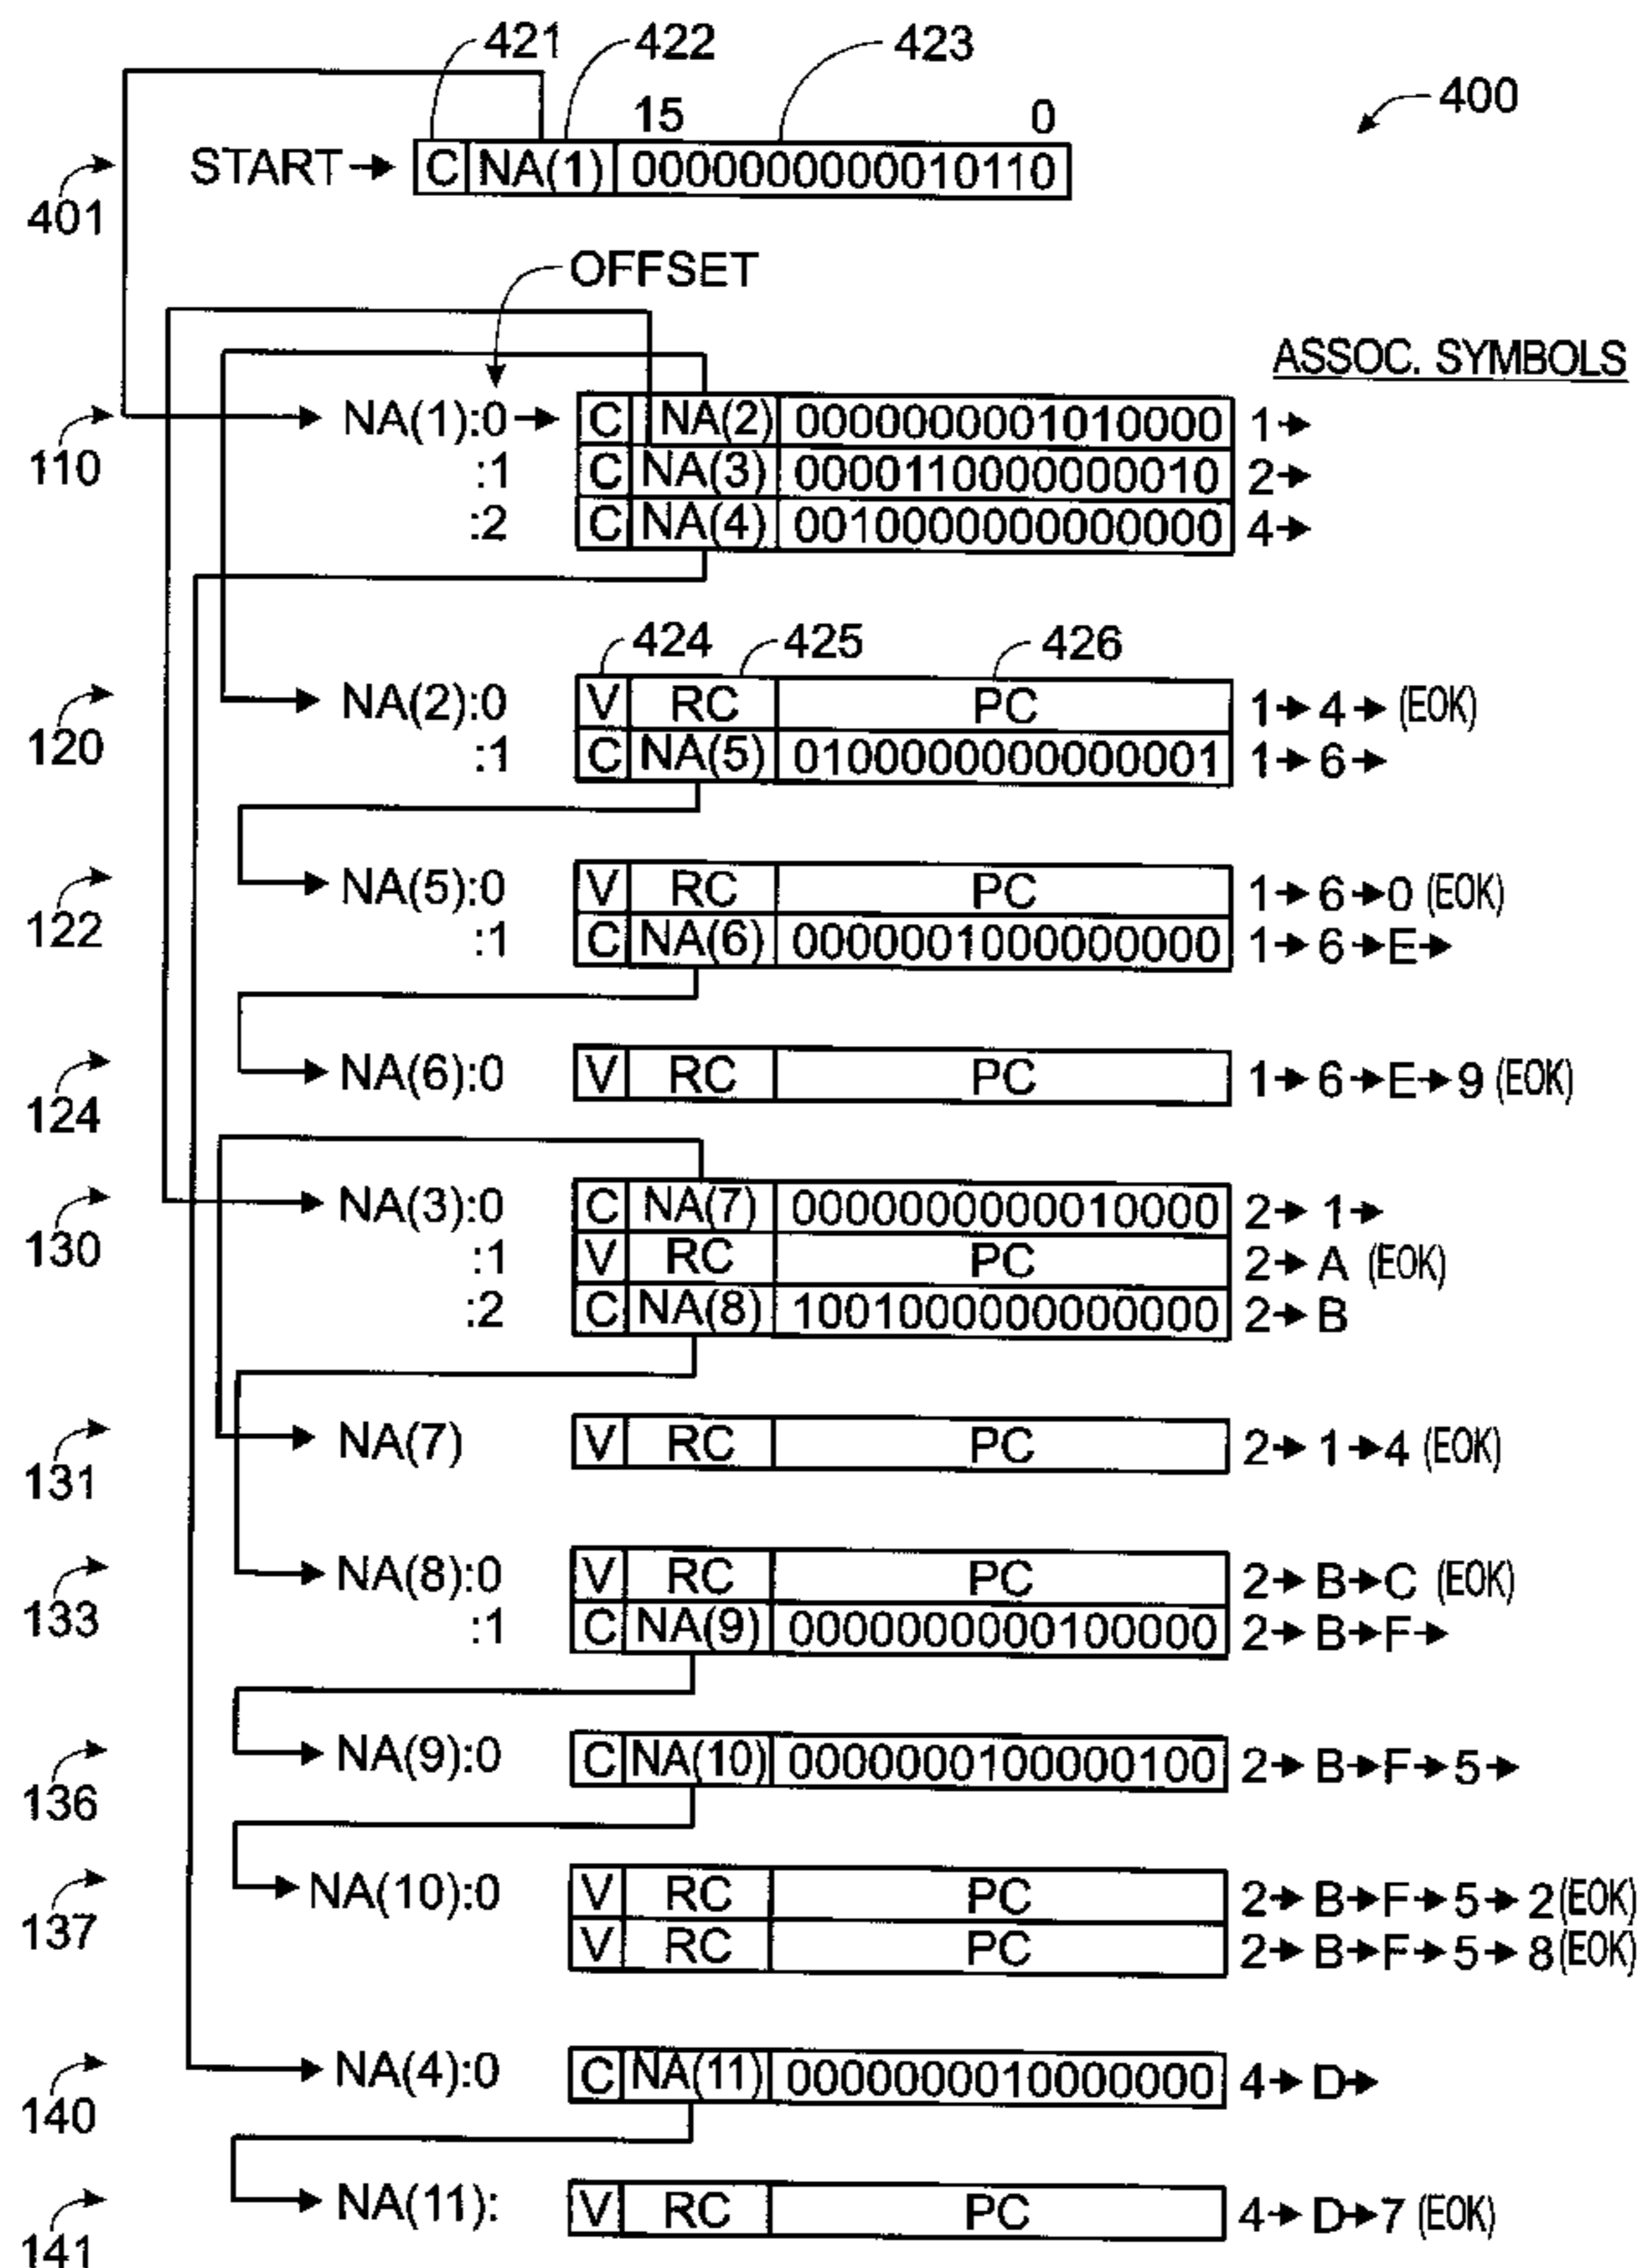 421 422 423
15 0 400
START C NA(1) 0000000000010110
401
OFFSET
ASSOC. SYMBOLS
110 NA(1):0 C NA(2) 0000000001010000 1
:1 C NA(3) 0000110000000010 2
:2 C NA(4) 0010000000000000 4
424 425 426
120 NA(2):0 V RC PC 1 4 (EOK)
:1 C NA(5) 0100000000000001 1 6
122 NA(5):0 V RC PC 1 6 0 (EOK)
:1 C NA(6) 0000001000000000 1 6 E
124 NA(6):0 V RC PC 1 6 E 9 (EOK)
130 NA(3):0 C NA(7) 0000000000010000 2 1
:1 V RC PC 2 A (EOK)
:2 C NA(8) 1001000000000000 2 B
131 NA(7) V RC PC 2 1 4 (EOK)
133 NA(8):0 V RC PC 2 B C (EOK)
:1 C NA(9) 0000000000100000 2 B F
136 NA(9):0 C NA(10) 0000000100000100 2 B F 5
137 NA(10):0 V RC PC 2 B F 5 2 (EOK)
V RC PC 2 B F 5 8 (EOK)
140 NA(4):0 C NA(11) 0000000010000000 4 D
141 NA(11): V RC PC 4 D 7 (EOK)